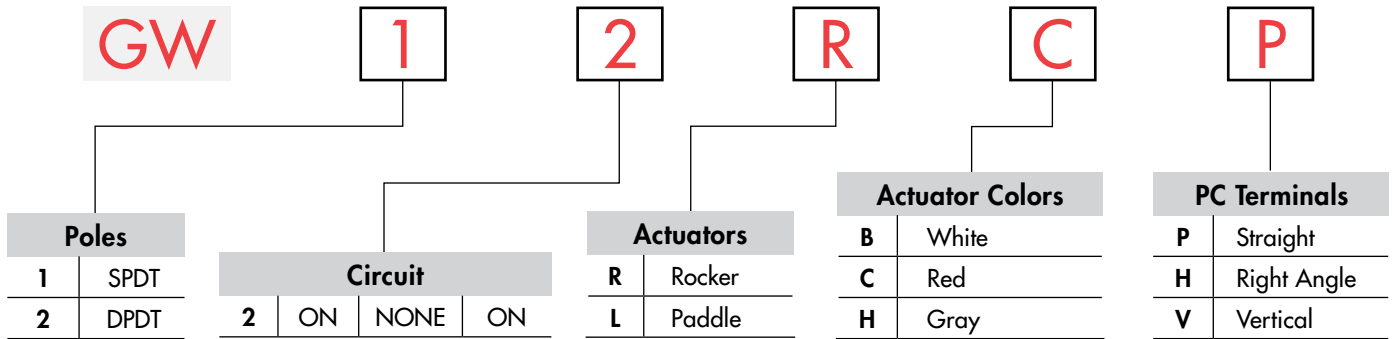 GW 1 2 R C P
Poles
1 SPDT
2 DPDT
Circuit
2 ON NONE ON
Actuators
R Rocker
L Paddle
Actuator Colors
B White
C Red
H Gray
PC Terminals
P Straight
H Right Angle
V Vertical